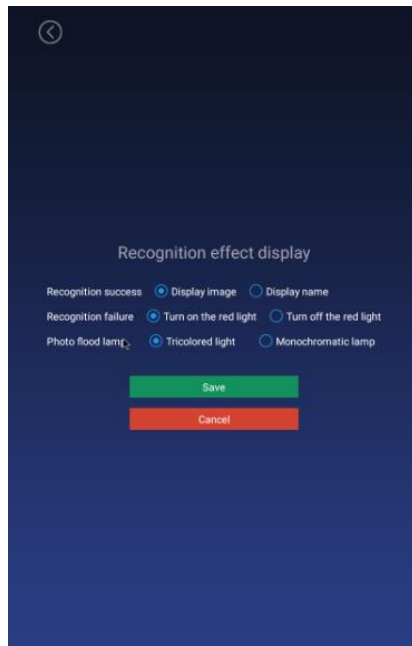 Recognition effect display
Recognition success Display image Display name
Recognition failure Turn on the red light Turn off the red light
Photo flood lamp Tricolored light Monochromatic lamp
Save
Cancel